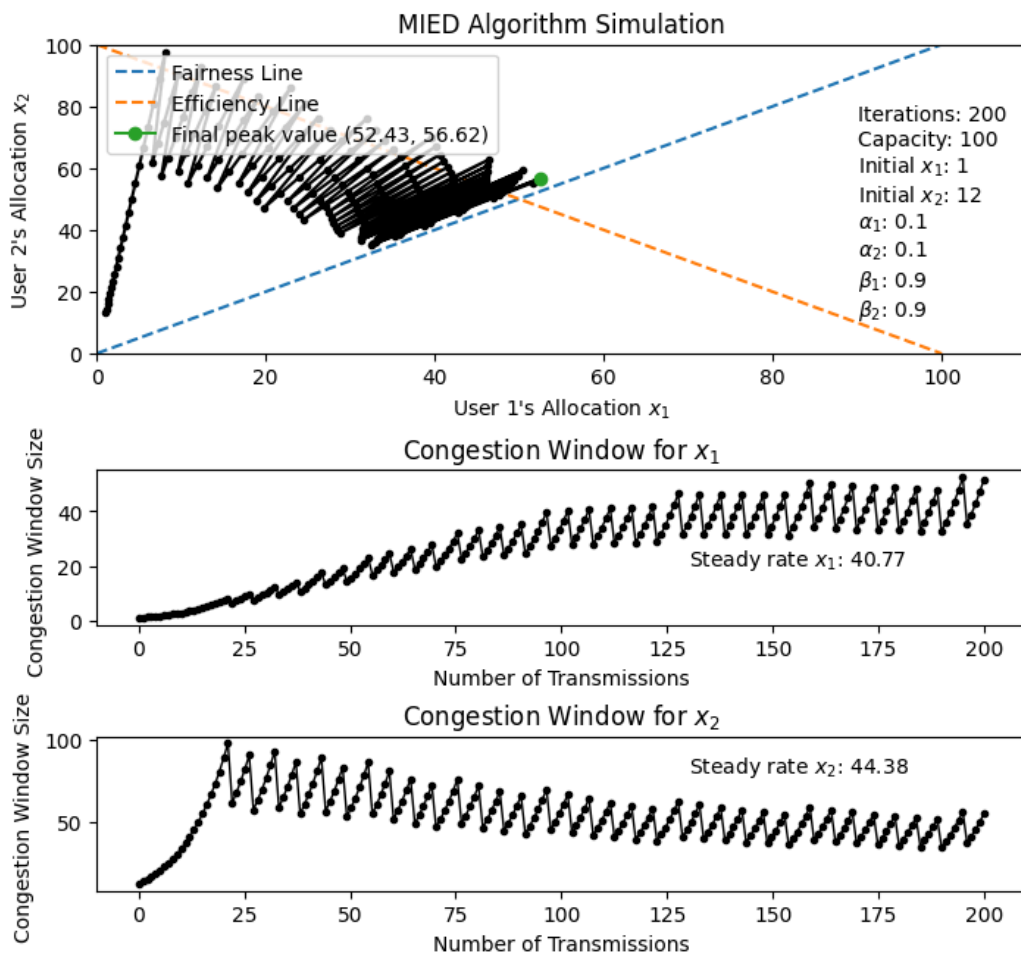 MIED Algorithm Simulation
100
80
60
40
20
0
User 2's Allocation x₂
Fairness Line
Efficiency Line
Final peak value (52.43, 56.62)
Iterations: 200
Capacity: 100
Initial x₁: 1
Initial x₂: 12
α₁: 0.1
α₂: 0.1
β₁: 0.9
β₂: 0.9
0 20 40 60 80 100
User 1's Allocation x₁
Congestion Window for x₁
Congestion Window Size
40
20
0
Steady rate x₁: 40.77
0 25 50 75 100 125 150 175 200
Number of Transmissions
Congestion Window for x₂
Congestion Window Size
100
50
Steady rate x₂: 44.38
0 25 50 75 100 125 150 175 200
Number of Transmissions